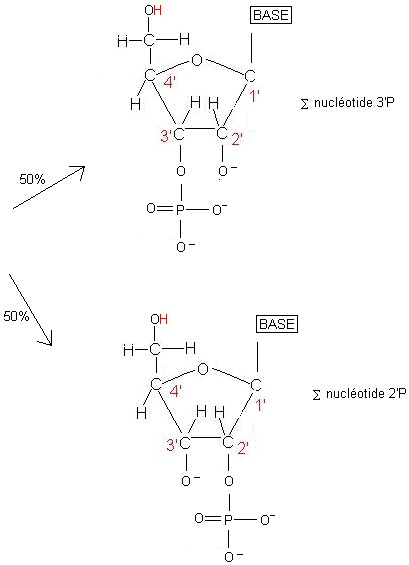 OH
BASE
H C H
O
C 4' C
H 1'
H H
3' C C 2'
∑ nucléotide 3'P
O O⁻
50%
O=P—O⁻
O⁻
50%
OH
BASE
H—C—H
O
C 4' C
H 1'
H H
3' C C 2'
∑ nucléotide 2'P
O⁻ O
O=P—O⁻
O⁻